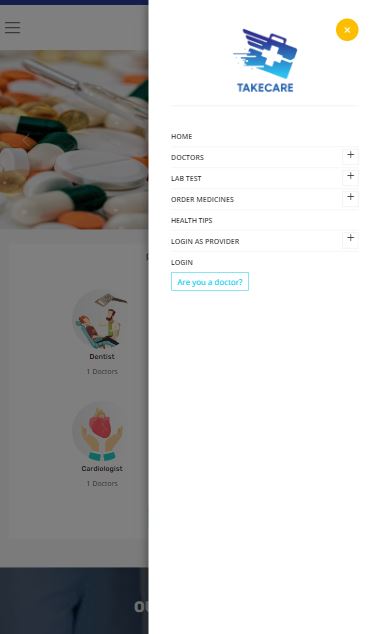 TAKECARE
HOME
DOCTORS
LAB TEST
ORDER MEDICINES
HEALTH TIPS
LOGIN AS PROVIDER
LOGIN
Are you a doctor?
Dentist
1 Doctors
Cardiologist
1 Doctors